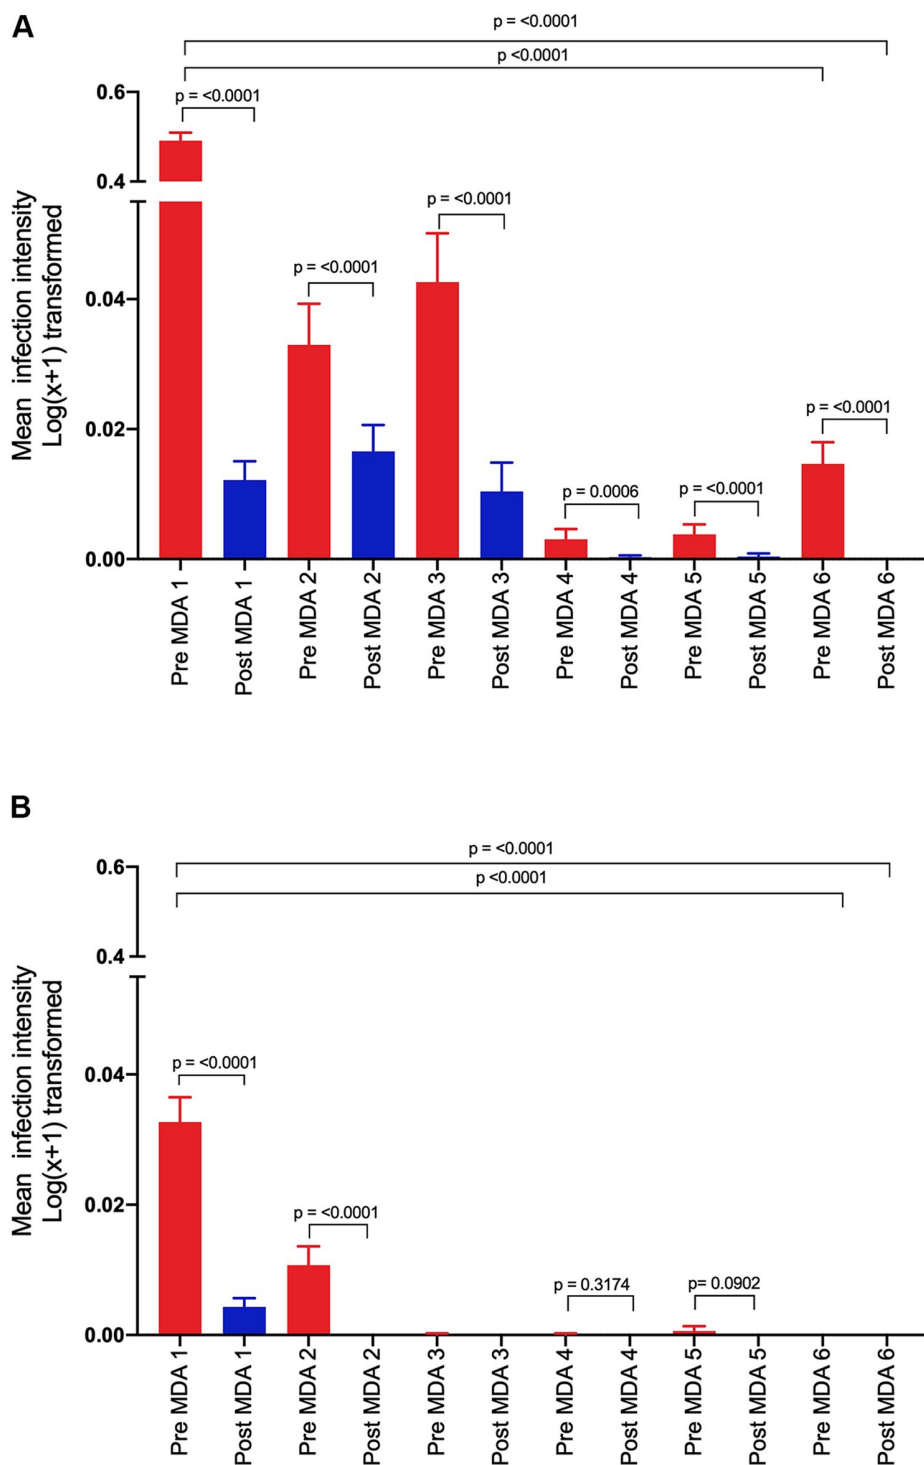 A
p = <0.0001
p <0.0001
p = <0.0001
p = <0.0001
p = <0.0001
p = 0.0006
p = <0.0001
p = <0.0001
0.6
0.4
0.04
0.02
0.00
Mean infection intensity
Log(x+1) transformed
Pre MDA 1
Post MDA 1
Pre MDA 2
Post MDA 2
Pre MDA 3
Post MDA 3
Pre MDA 4
Post MDA 4
Pre MDA 5
Post MDA 5
Pre MDA 6
Post MDA 6
B
p = <0.0001
p <0.0001
p = <0.0001
p = <0.0001
p = 0.3174
p= 0.0902
0.6
0.4
0.04
0.02
0.00
Mean infection intensity
Log(x+1) transformed
Pre MDA 1
Post MDA 1
Pre MDA 2
Post MDA 2
Pre MDA 3
Post MDA 3
Pre MDA 4
Post MDA 4
Pre MDA 5
Post MDA 5
Pre MDA 6
Post MDA 6